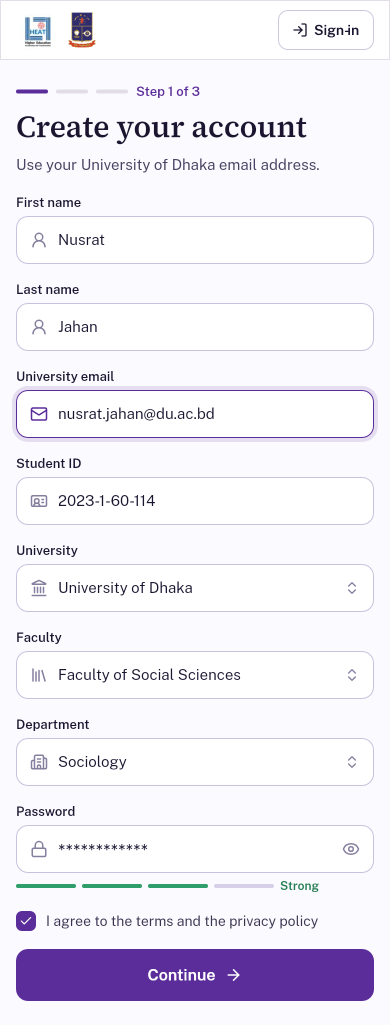 HEAT
Sign-in
Step 1 of 3
Create your account
Use your University of Dhaka email address.
First name
Nusrat
Last name
Jahan
University email
nusrat.jahan@du.ac.bd
Student ID
2023-1-60-114
University
University of Dhaka
Faculty
Faculty of Social Sciences
Department
Sociology
Password
************
Strong
I agree to the terms and the privacy policy
Continue